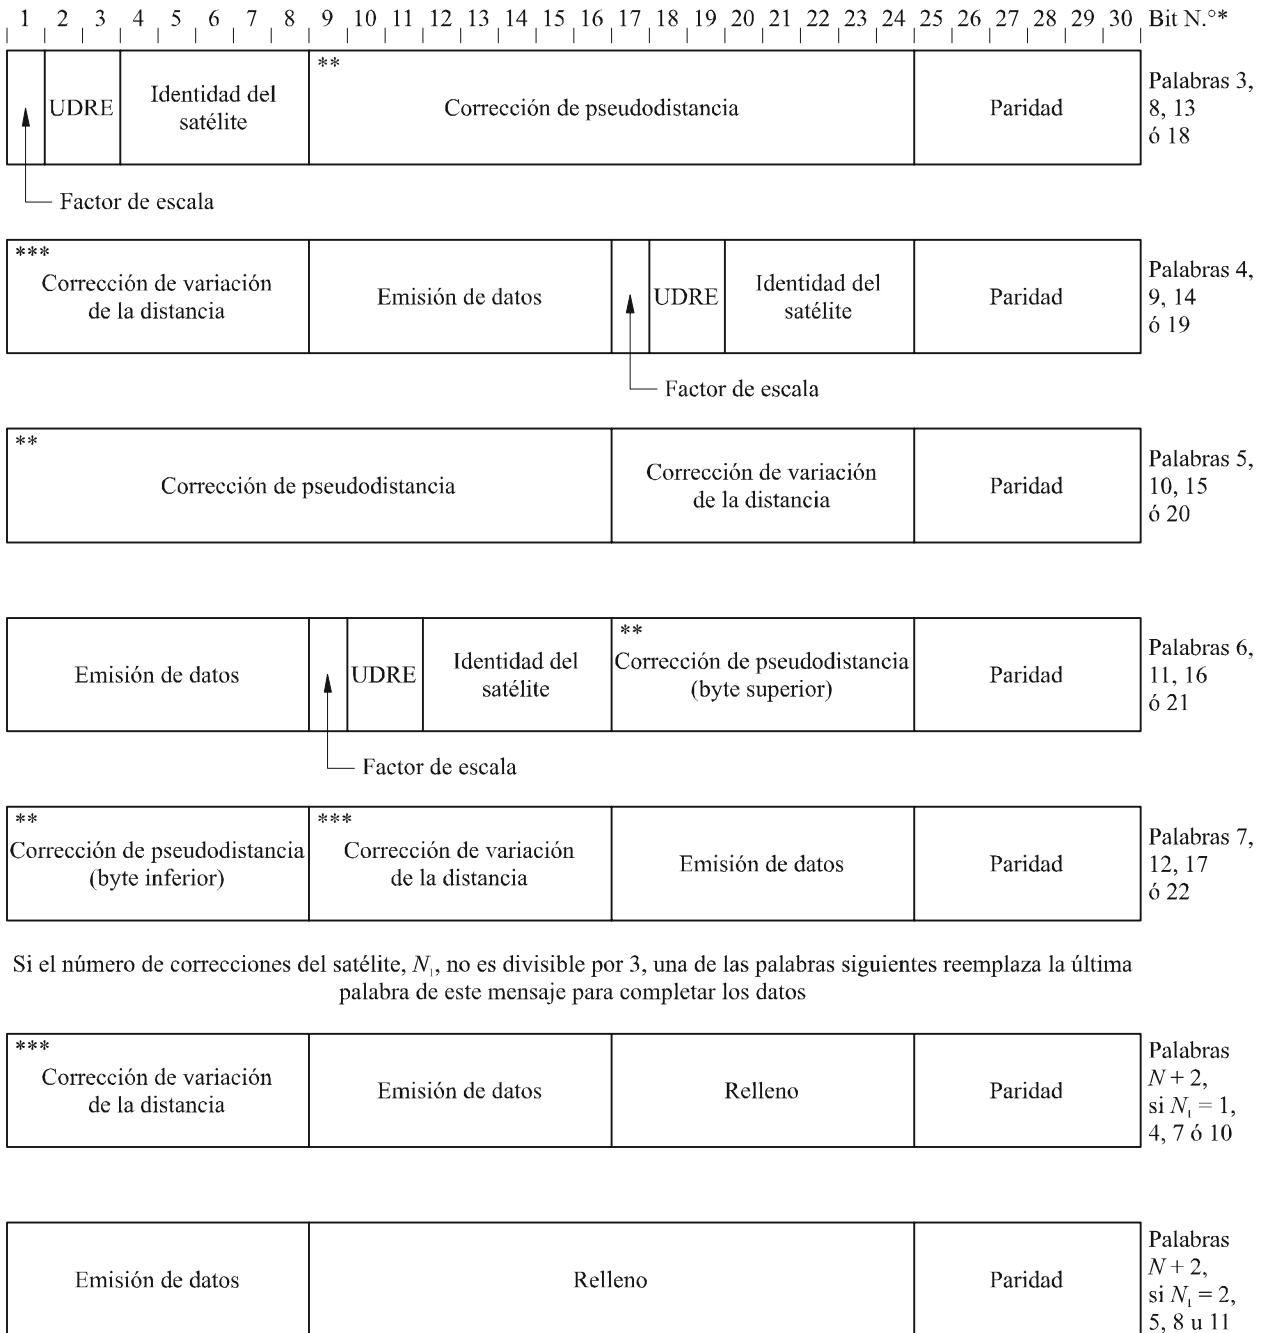 1 2 3 4 5 6 7 8 9 10 11 12 13 14 15 16 17 18 19 20 21 22 23 24 25 26 27 28 29 30 Bit N.°*
UDRE
Identidad del
satélite
**
Corrección de pseudodistancia
Paridad
Palabras 3,
8, 13
ó 18
Factor de escala
***
Corrección de variación
de la distancia
Emisión de datos
UDRE
Identidad del
satélite
Paridad
Palabras 4,
9, 14
ó 19
Factor de escala
**
Corrección de pseudodistancia
Corrección de variación
de la distancia
Paridad
Palabras 5,
10, 15
ó 20
Emisión de datos
UDRE
Identidad del
satélite
**
Corrección de pseudodistancia
(byte superior)
Paridad
Palabras 6,
11, 16
ó 21
Factor de escala
**
Corrección de pseudodistancia
(byte inferior)
***
Corrección de variación
de la distancia
Emisión de datos
Paridad
Palabras 7,
12, 17
ó 22
Si el número de correcciones del satélite, N₁, no es divisible por 3, una de las palabras siguientes reemplaza la última
palabra de este mensaje para completar los datos
***
Corrección de variación
de la distancia
Emisión de datos
Relleno
Paridad
Palabras
N + 2,
si N₁ = 1,
4, 7 ó 10
Emisión de datos
Relleno
Paridad
Palabras
N + 2,
si N₁ = 2,
5, 8 u 11